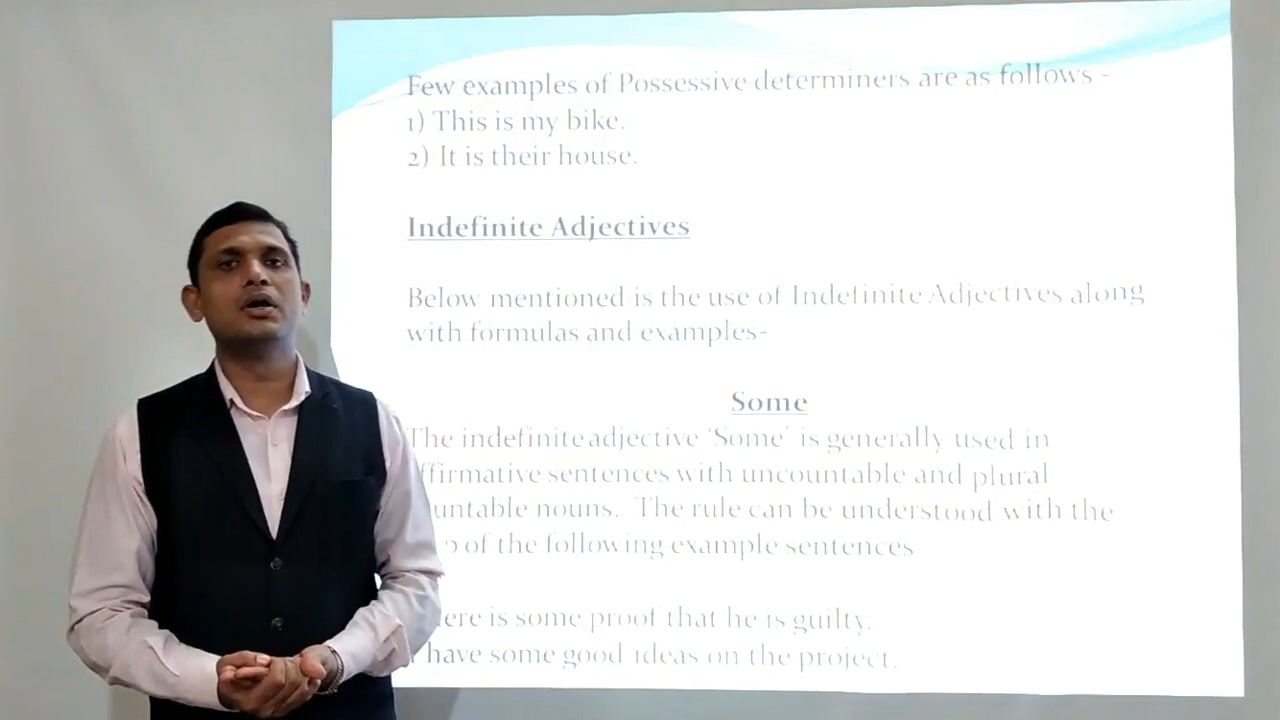 Few examples of Possessive determiners are as follows -
1) This is my bike.
2) It is their house.
Indefinite Adjectives
Below mentioned is the use of Indefinite Adjectives along
with formulas and examples-
Some
The indefinite adjective 'Some' is generally used in
affirmative sentences with uncountable and plural
nouns. The rule can be understood with the
of the following example sentences
is some proof that he is guilty.
have some good ideas on the project.